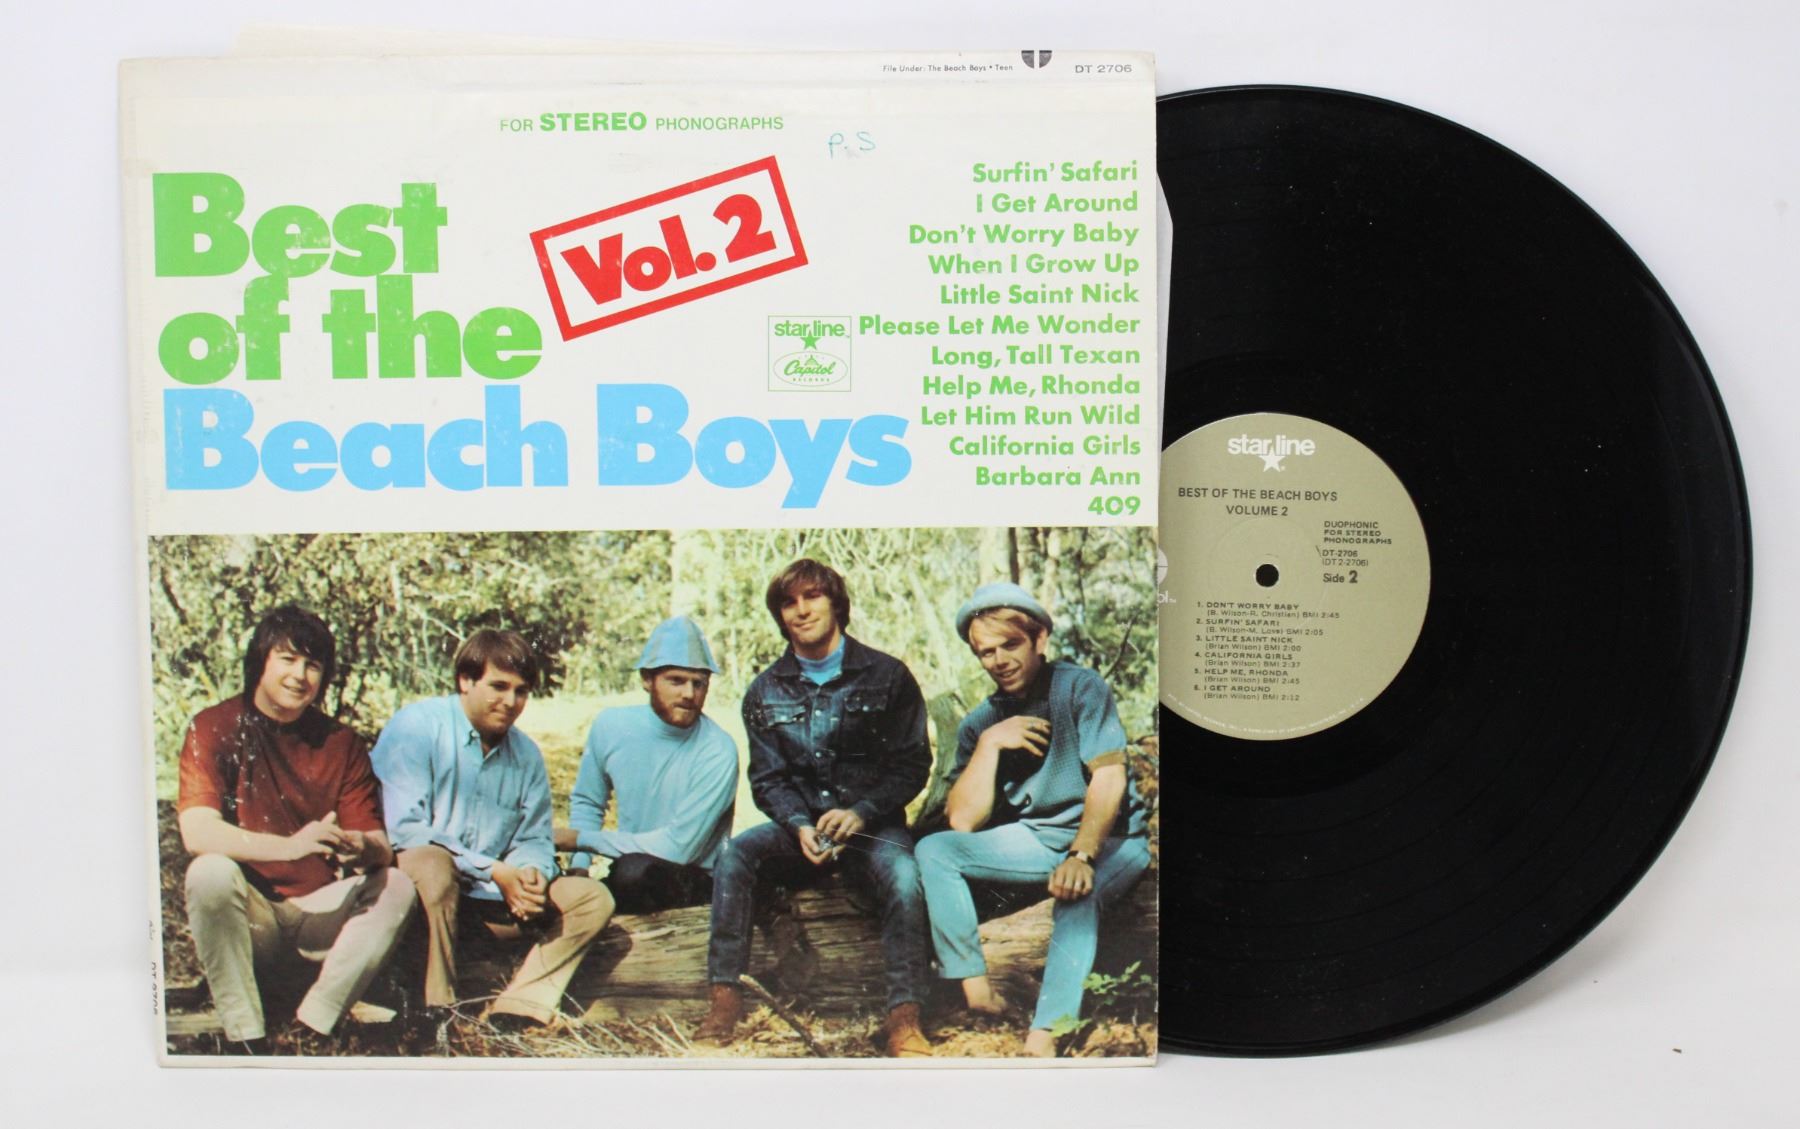 File Under: The Beach Boys • Teen
DT 2706
FOR STEREO PHONOGRAPHS
P.S
Best
of the
Beach Boys
Vol. 2
starline
Capitol
RECORDS
Surfin' Safari
I Get Around
Don't Worry Baby
When I Grow Up
Little Saint Nick
Please Let Me Wonder
Long, Tall Texan
Help Me, Rhonda
Let Him Run Wild
California Girls
Barbara Ann
409
DT 2706
starline
BEST OF THE BEACH BOYS
VOLUME 2
DUOPHONIC
FOR STEREO
PHONOGRAPHS
DT-2706
(DT 2-2706)
Side 2
1. DON'T WORRY BABY
(B. Wilson-R. Christian) BMI 2:45
2. SURFIN' SAFARI
(B. Wilson-M. Love) BMI 2:05
3. LITTLE SAINT NICK
(Brian Wilson) BMI 2:00
4. CALIFORNIA GIRLS
(Brian Wilson) BMI 2:37
5. HELP ME, RHONDA
(Brian Wilson) BMI 2:45
6. I GET AROUND
(Brian Wilson) BMI 2:12